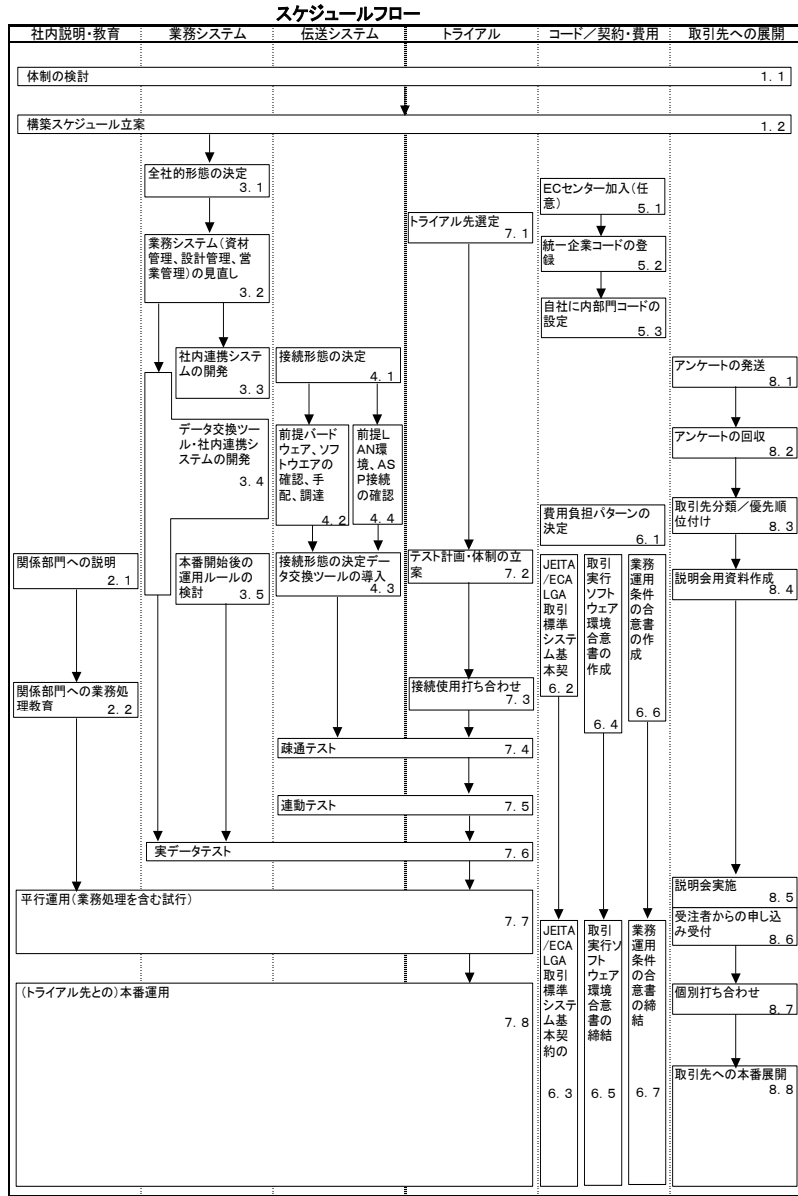 スケジュールフロー
社内説明・教育
業務システム
伝送システム
トライアル
コード/契約・費用
取引先への展開
体制の検討
1.1
構築スケジュール立案
1.2
関係部門への説明
2.1
関係部門への業務処
理教育
2.2
全社的形態の決定
3.1
業務システム(資材
管理、設計管理、営
業管理)の見直し
3.2
社内連携システ
ムの開発
3.3
データ交換ツー
ル・社内連携シ
ステムの開発
3.4
本番開始後の
運用ルールの
検討
3.5
接続形態の決定
4.1
前提バード
ウェア、ソフ
トウエアの
確認、手
配、調達
4.2
前提L
AN環
境、AS
P接続
の確認
4.4
接続形態の決定デー
タ交換ツールの導入
4.3
トライアル先選定
7.1
テスト計画・体制の立
案
7.2
接続使用打ち合わせ
7.3
疎通テスト
7.4
連動テスト
7.5
実データテスト
7.6
平行運用(業務処理を含む試行)
7.7
(トライアル先との)本番運用
7.8
ECセンター加入(任
意)
5.1
統一企業コードの登
録
5.2
自社に内部門コードの
設定
5.3
費用負担パターンの
決定
6.1
JEITA
/ECA
LGA
取引
標準
システ
ム基
本契
6.2
取引
実行
ソフト
ウェア
環境
合意
書の
作成
6.4
業務
運用
条件
の合
意書
の作
成
6.6
JEITA
/ECA
LGA
取引
標準
システ
ム基
本契
約の
6.3
取引
実行ソ
フト
ウェア
環境
合意
書の
締結
6.5
業務
運用
条件
の合
意書
の締
結
6.7
アンケートの発送
8.1
アンケートの回収
8.2
取引先分類/優先順
位付け
8.3
説明会用資料作成
8.4
説明会実施
8.5
受注者からの申し込
み受付
8.6
個別打ち合わせ
8.7
取引先への本番展開
8.8